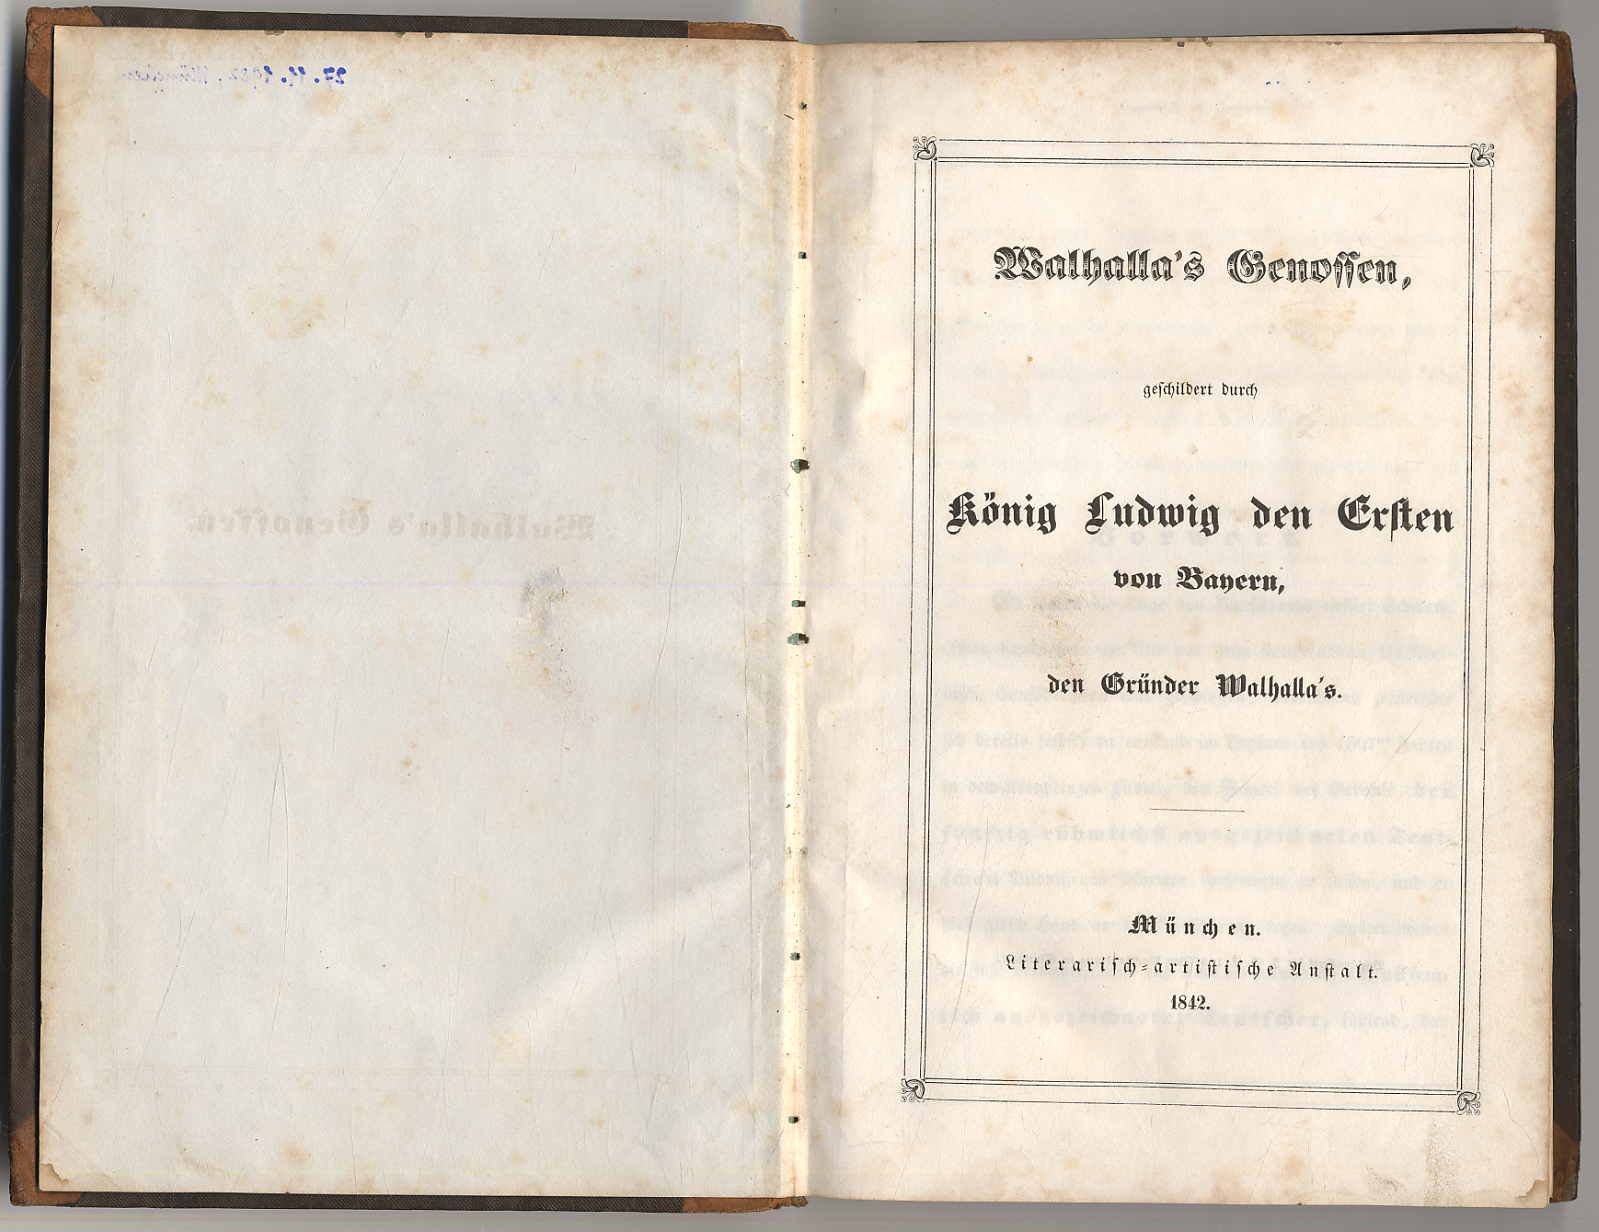 Walhalla's Genoſſen,
geſchildert durch
König Ludwig den Erſten
von Bayern,
den Gründer Walhalla's.
München.
Literariſch-artiſtiſche Anſtalt.
1842.